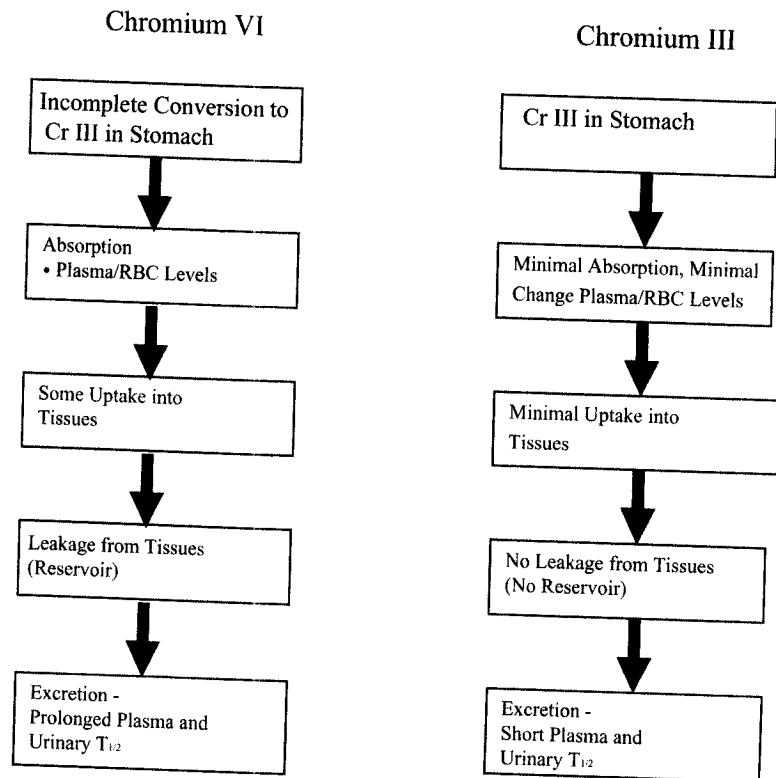 Chromium VI
Incomplete Conversion to
Cr III in Stomach
Absorption
• Plasma/RBC Levels
Some Uptake into
Tissues
Leakage from Tissues
(Reservoir)
Excretion -
Prolonged Plasma and
Urinary T1/2
Chromium III
Cr III in Stomach
Minimal Absorption, Minimal
Change Plasma/RBC Levels
Minimal Uptake into
Tissues
No Leakage from Tissues
(No Reservoir)
Excretion -
Short Plasma and
Urinary T1/2